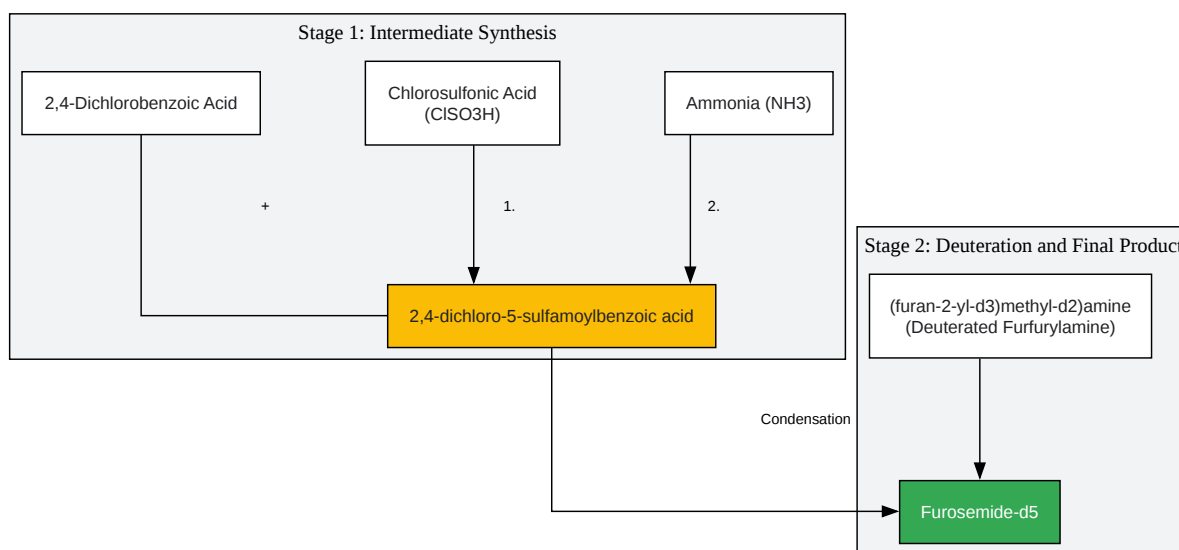 Stage 1: Intermediate Synthesis
2,4-Dichlorobenzoic Acid
Chlorosulfonic Acid
(ClSO3H)
Ammonia (NH3)
+
1.
2.
2,4-dichloro-5-sulfamoylbenzoic acid
Stage 2: Deuteration and Final Product
(furan-2-yl-d3)methyl-d2)amine
(Deuterated Furfurylamine)
Condensation
Furosemide-d5